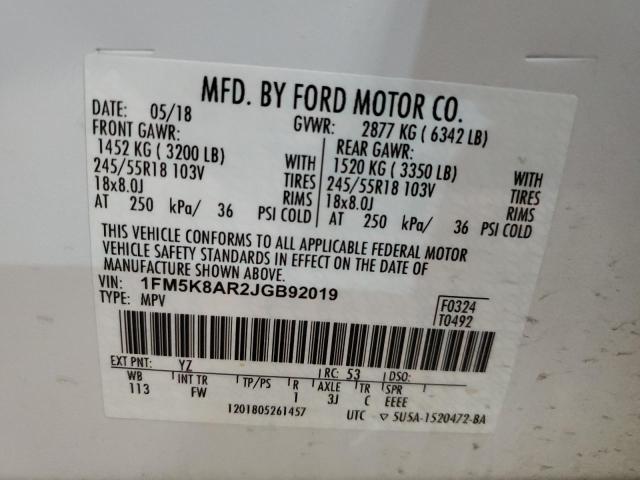 MFD. BY FORD MOTOR CO.
DATE: 05/18 GVWR: 2877 KG ( 6342 LB)
FRONT GAWR: REAR GAWR:
1452 KG ( 3200 LB) WITH 1520 KG ( 3350 LB) WITH
245/55R18 103V TIRES 245/55R18 103V TIRES
18x8.0J RIMS 18x8.0J RIMS
AT 250 kPa/ 36 PSI COLD AT 250 kPa/ 36 PSI COLD
THIS VEHICLE CONFORMS TO ALL APPLICABLE FEDERAL MOTOR
VEHICLE SAFETY STANDARDS IN EFFECT ON THE DATE OF
MANUFACTURE SHOWN ABOVE.
VIN: 1FM5K8AR2JGB92019
TYPE: MPV
F0324
T0492
EXT PNT: YZ RC: 53 DSO:
WB INT TR TP/PS R AXLE TR SPR
113 FW 1 3J C EEEE
1201805261457 UTC ▽ 5U5A-1520472-BA